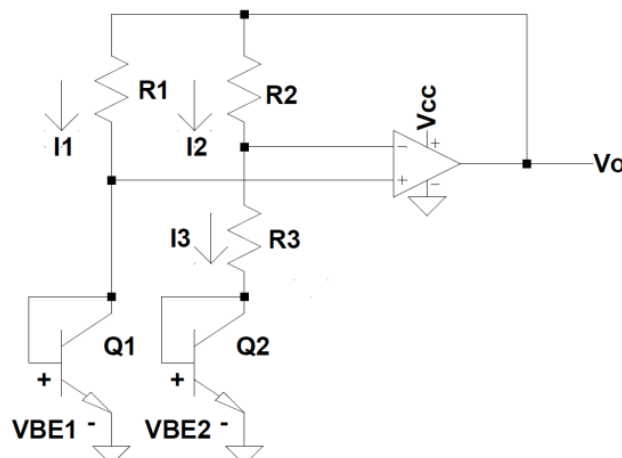 R1
R2
Vcc
I1
I2
−
+
+
−
Vo
I3
R3
Q1
Q2
+
+
VBE1 -
VBE2 -